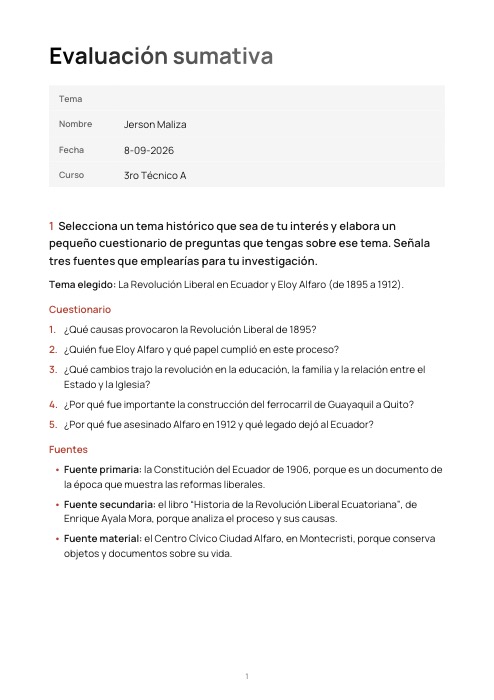 Evaluación sumativa
Tema
Nombre Jerson Maliza
Fecha 8-09-2026
Curso 3ro Técnico A
1 Selecciona un tema histórico que sea de tu interés y elabora un
pequeño cuestionario de preguntas que tengas sobre ese tema. Señala
tres fuentes que emplearías para tu investigación.
Tema elegido: La Revolución Liberal en Ecuador y Eloy Alfaro (de 1895 a 1912).
Cuestionario
1. ¿Qué causas provocaron la Revolución Liberal de 1895?
2. ¿Quién fue Eloy Alfaro y qué papel cumplió en este proceso?
3. ¿Qué cambios trajo la revolución en la educación, la familia y la relación entre el
Estado y la Iglesia?
4. ¿Por qué fue importante la construcción del ferrocarril de Guayaquil a Quito?
5. ¿Por qué fue asesinado Alfaro en 1912 y qué legado dejó al Ecuador?
Fuentes
• Fuente primaria: la Constitución del Ecuador de 1906, porque es un documento de
la época que muestra las reformas liberales.
• Fuente secundaria: el libro “Historia de la Revolución Liberal Ecuatoriana”, de
Enrique Ayala Mora, porque analiza el proceso y sus causas.
• Fuente material: el Centro Cívico Ciudad Alfaro, en Montecristi, porque conserva
objetos y documentos sobre su vida.
1